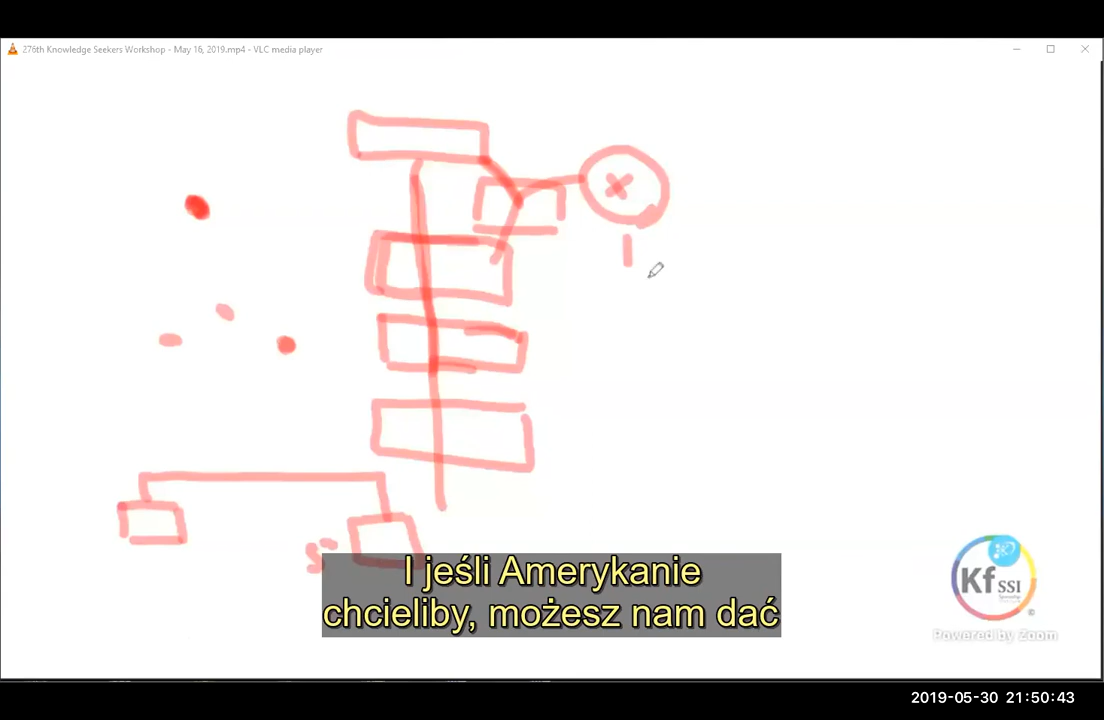 276th Knowledge Seekers Workshop - May 16, 2019.mp4 - VLC media player
S
I jeśli Amerykanie
chcieliby, możesz nam dać
Kf SSI
Powered by Zoom
2019-05-30 21:50:43